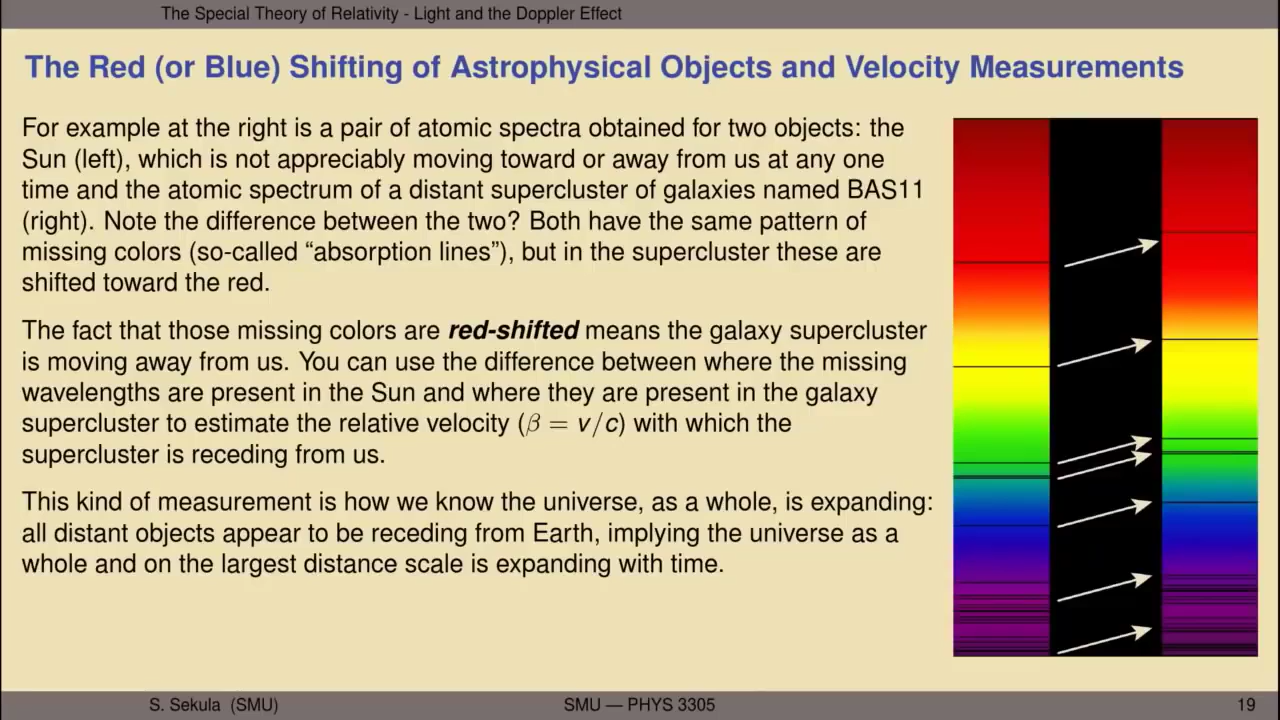 The Special Theory of Relativity - Light and the Doppler Effect
The Red (or Blue) Shifting of Astrophysical Objects and Velocity Measurements
For example at the right is a pair of atomic spectra obtained for two objects: the
Sun (left), which is not appreciably moving toward or away from us at any one
time and the atomic spectrum of a distant supercluster of galaxies named BAS11
(right). Note the difference between the two? Both have the same pattern of
missing colors (so-called “absorption lines”), but in the supercluster these are
shifted toward the red.
The fact that those missing colors are red-shifted means the galaxy supercluster
is moving away from us. You can use the difference between where the missing
wavelengths are present in the Sun and where they are present in the galaxy
supercluster to estimate the relative velocity (β = v/c) with which the
supercluster is receding from us.
This kind of measurement is how we know the universe, as a whole, is expanding:
all distant objects appear to be receding from Earth, implying the universe as a
whole and on the largest distance scale is expanding with time.
S. Sekula (SMU)
SMU — PHYS 3305
19